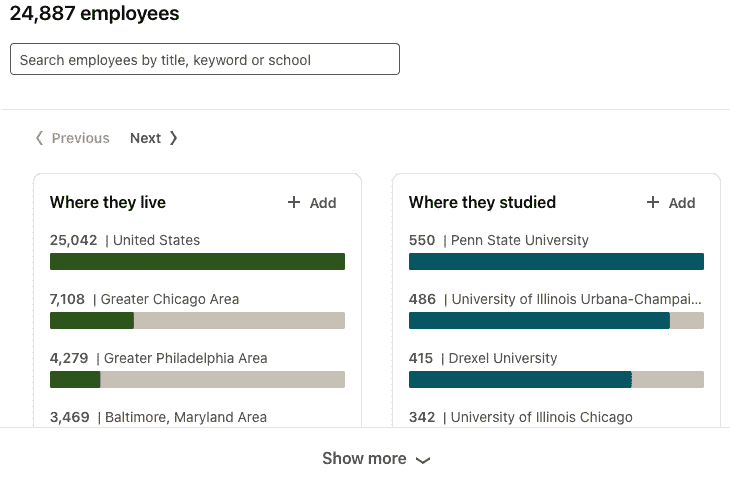 24,887 employees
Search employees by title, keyword or school
Previous Next
Where they live + Add
25,042 | United States
7,108 | Greater Chicago Area
4,279 | Greater Philadelphia Area
3,469 | Baltimore, Maryland Area
Where they studied + Add
550 | Penn State University
486 | University of Illinois Urbana-Champai...
415 | Drexel University
342 | University of Illinois Chicago
Show more